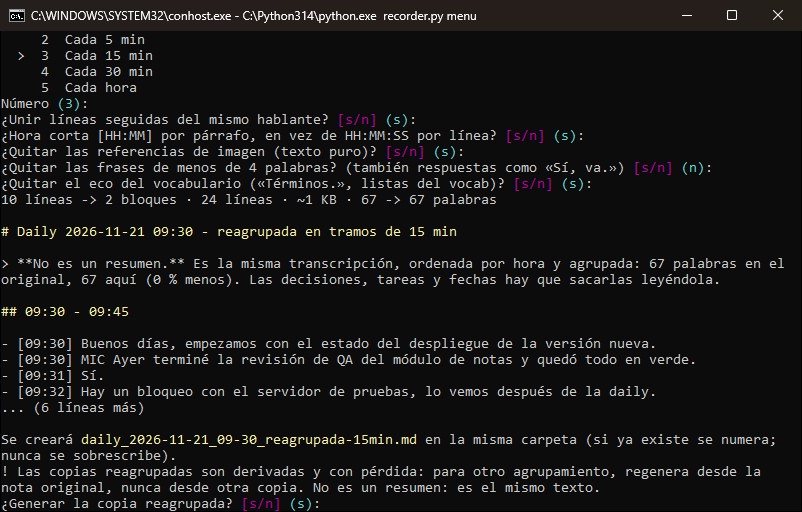 C:\WINDOWS\SYSTEM32\conhost.exe - C:\Python314\python.exe recorder.py menu
2 Cada 5 min
> 3 Cada 15 min
4 Cada 30 min
5 Cada hora
Número (3):
¿Unir líneas seguidas del mismo hablante? [s/n] (s):
¿Hora corta [HH:MM] por párrafo, en vez de HH:MM:SS por línea? [s/n] (s):
¿Quitar las referencias de imagen (texto puro)? [s/n] (s):
¿Quitar las frases de menos de 4 palabras? (también respuestas como «Sí, va.») [s/n] (n):
¿Quitar el eco del vocabulario («Términos.», listas del vocab)? [s/n] (s):
10 líneas -> 2 bloques · 24 líneas · ~1 KB · 67 -> 67 palabras
# Daily 2026-11-21 09:30 - reagrupada en tramos de 15 min
> **No es un resumen.** Es la misma transcripción, ordenada por hora y agrupada: 67 palabras en el
original, 67 aquí (0 % menos). Las decisiones, tareas y fechas hay que sacarlas leyéndola.
## 09:30 - 09:45
- [09:30] Buenos días, empezamos con el estado del despliegue de la versión nueva.
- [09:30] MIC Ayer terminé la revisión de QA del módulo de notas y quedó todo en verde.
- [09:31] Sí.
- [09:32] Hay un bloqueo con el servidor de pruebas, lo vemos después de la daily.
... (6 líneas más)
Se creará daily_2026-11-21_09-30_reagrupada-15min.md en la misma carpeta (si ya existe se numera;
nunca se sobrescribe).
! Las copias reagrupadas son derivadas y con pérdida: para otro agrupamiento, regenera desde la
nota original, nunca desde otra copia. No es un resumen: es el mismo texto.
¿Generar la copia reagrupada? [s/n] (s):